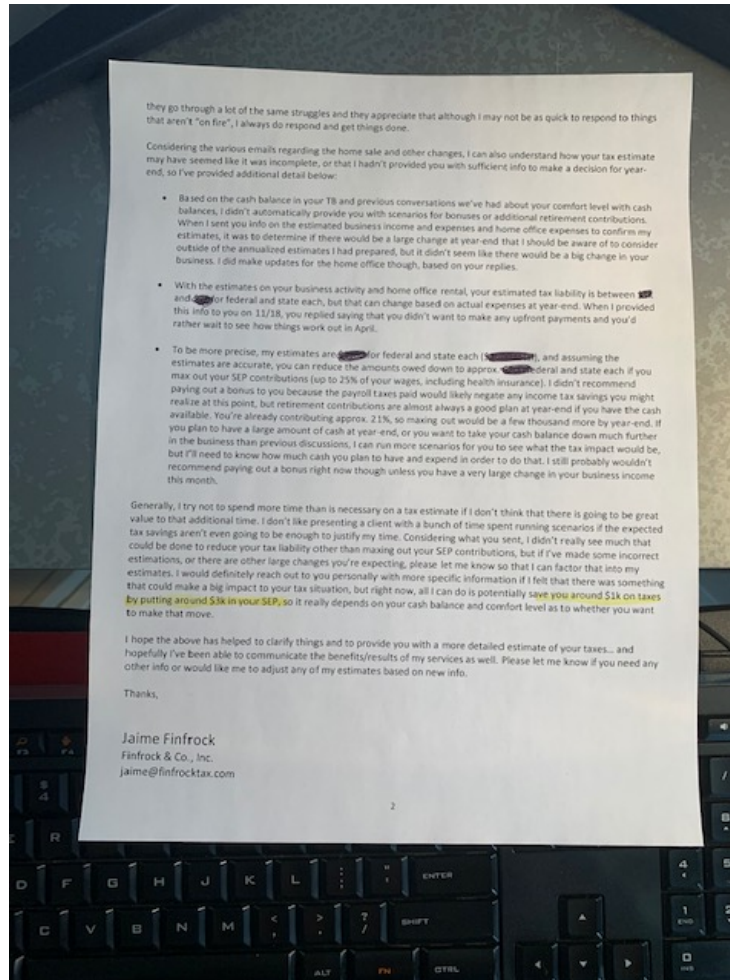 they go through a lot of the same struggles and they appreciate that although I may not be as quick to respond to things
that aren't "on fire", I always do respond and get things done.
Considering the various emails regarding the home sale and other changes, I can also understand how your tax estimate
may have seemed like it was incomplete, or that I hadn't provided you with sufficient info to make a decision for year-
end, so I've provided additional detail below:
• Based on the cash balance in your TB and previous conversations we've had about your comfort level with cash
balances, I didn't automatically provide you with scenarios for bonuses or additional retirement contributions.
When I sent you info on the estimated business income and expenses and home office expenses to confirm my
estimates, it was to determine if there would be a large change at year-end that I should be aware of to consider
outside of the annualized estimates I had prepared, but it didn't seem like there would be a big change in your
business. I did make updates for the home office though, based on your replies.
• With the estimates on your business activity and home office rental, your estimated tax liability is between
and for federal and state each, but that can change based on actual expenses at year-end. When I provided
this info to you on 11/18, you replied saying that you didn't want to make any upfront payments and you'd
rather wait to see how things work out in April.
• To be more precise, my estimates are for federal and state each ( ), and assuming the
estimates are accurate, you can reduce the amounts owed down to approx. federal and state each if you
max out your SEP contributions (up to 25% of your wages, including health insurance). I didn't recommend
paying out a bonus to you because the payroll taxes paid would likely negate any income tax savings you might
realize at this point, but retirement contributions are almost always a good plan at year-end if you have the cash
available. You're already contributing approx. 21%, so maxing out would be a few thousand more by year-end. If
you plan to have a large amount of cash at year-end, or you want to take your cash balance down much further
in the business than previous discussions, I can run more scenarios for you to see what the tax impact would be,
but I'll need to know how much cash you plan to have and expend in order to do that. I still probably wouldn't
recommend paying out a bonus right now though unless you have a very large change in your business income
this month.
Generally, I try not to spend more time than is necessary on a tax estimate if I don't think that there is going to be great
value to that additional time. I don't like presenting a client with a bunch of time spent running scenarios if the expected
tax savings aren't even going to be enough to justify my time. Considering what you sent, I didn't really see much that
could be done to reduce your tax liability other than maxing out your SEP contributions, but if I've made some incorrect
estimations, or there are other large changes you're expecting, please let me know so that I can factor that into my
estimates. I would definitely reach out to you personally with more specific information if I felt that there was something
that could make a big impact to your tax situation, but right now, all I can do is potentially save you around $1k on taxes
by putting around $3k in your SEP, so it really depends on your cash balance and comfort level as to whether you want
to make that move.
I hope the above has helped to clarify things and to provide you with a more detailed estimate of your taxes... and
hopefully I've been able to communicate the benefits/results of my services as well. Please let me know if you need any
other info or would like me to adjust any of my estimates based on new info.
Thanks,
Jaime Finfrock
Finfrock & Co., Inc.
jaime@finfrocktax.com
2
F3 F4
$ 4
R
D F G H J K L : ; " ' ENTER
C V B N M < , > . ? / SHIFT
ALT FN CTRL
4
1 END
0 INS